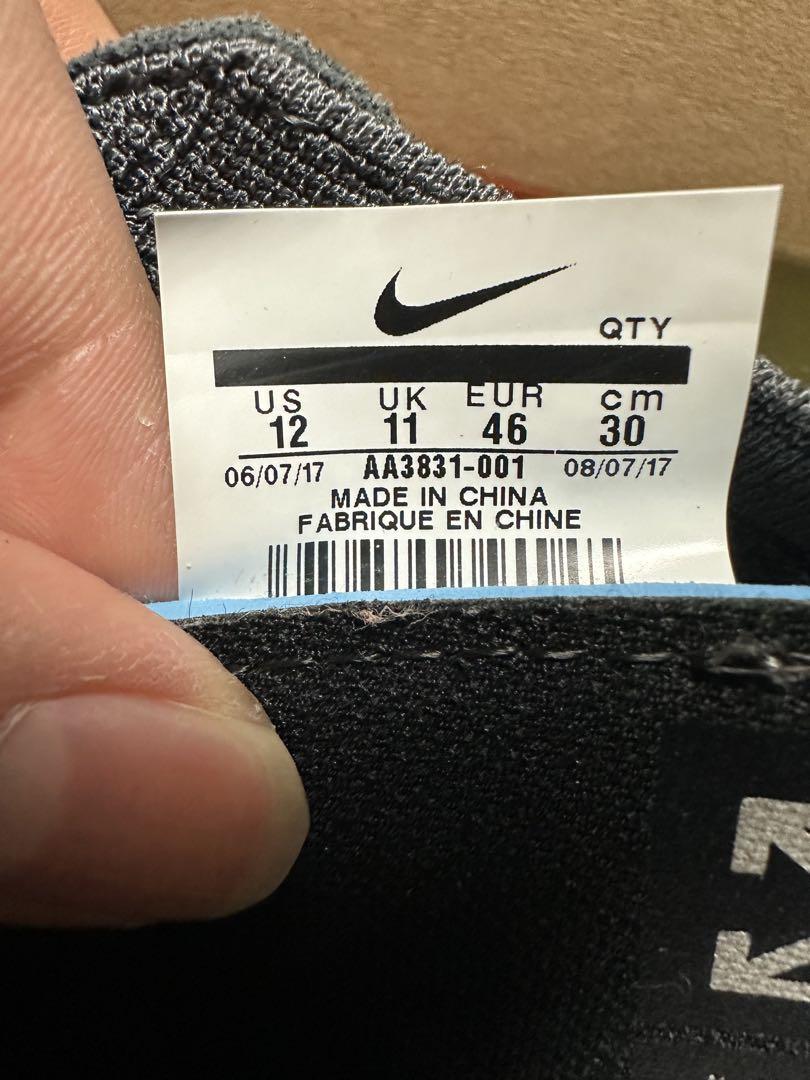 QTY
US UK EUR cm
12 11 46 30
06/07/17 AA3831-001 08/07/17
MADE IN CHINA
FABRIQUE EN CHINE